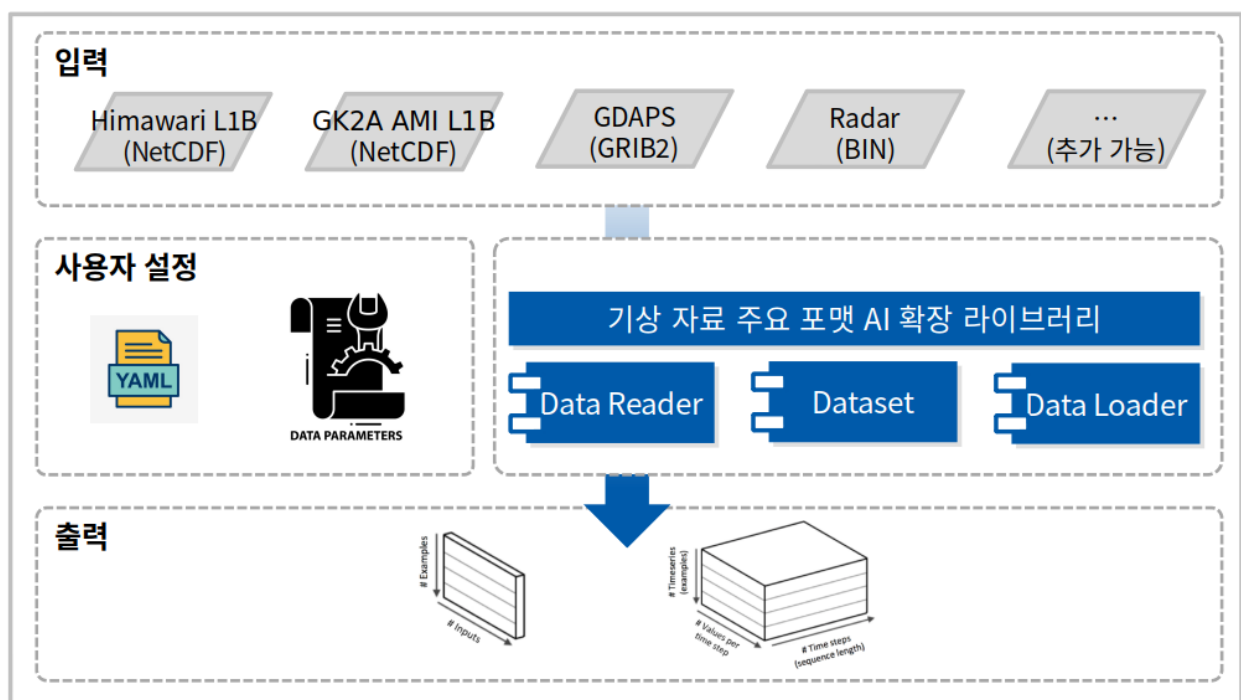 입력
Himawari L1B
(NetCDF)
GK2A AMI L1B
(NetCDF)
GDAPS
(GRIB2)
Radar
(BIN)
...
(추가 가능)
사용자 설정
YAML
DATA PARAMETERS
기상 자료 주요 포맷 AI 확장 라이브러리
Data Reader
Dataset
Data Loader
출력
# Examples
# Inputs
# Timeseries
(examples)
# Values per
time step
# Time steps
(sequence length)